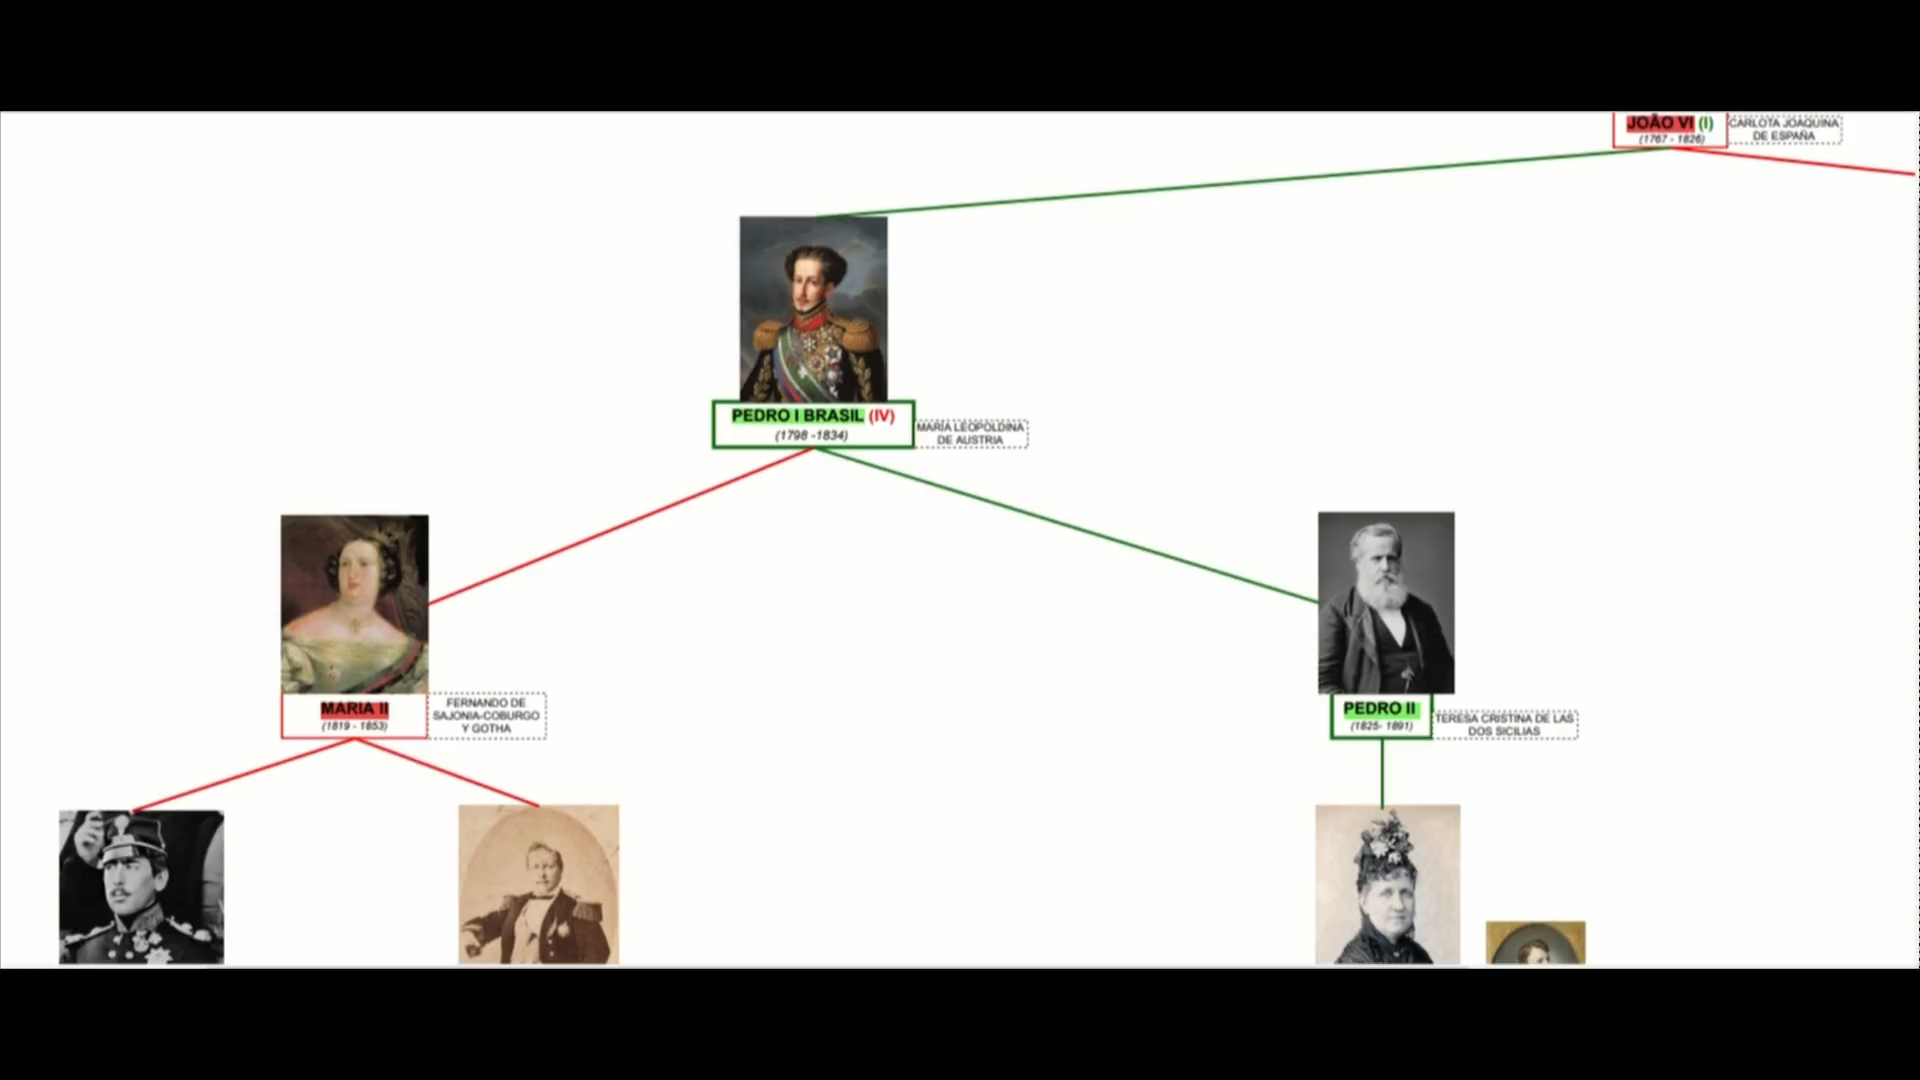 JOÃO VI (I)
(1767 - 1826)
CARLOTA JOAQUINA
DE ESPAÑA
PEDRO I BRASIL (IV)
(1798 -1834)
MARÍA LEOPOLDINA
DE AUSTRIA
MARIA II
(1819 - 1853)
FERNANDO DE
SAJONIA-COBURGO
Y GOTHA
PEDRO II
(1825- 1891)
TERESA CRISTINA DE LAS
DOS SICILIAS